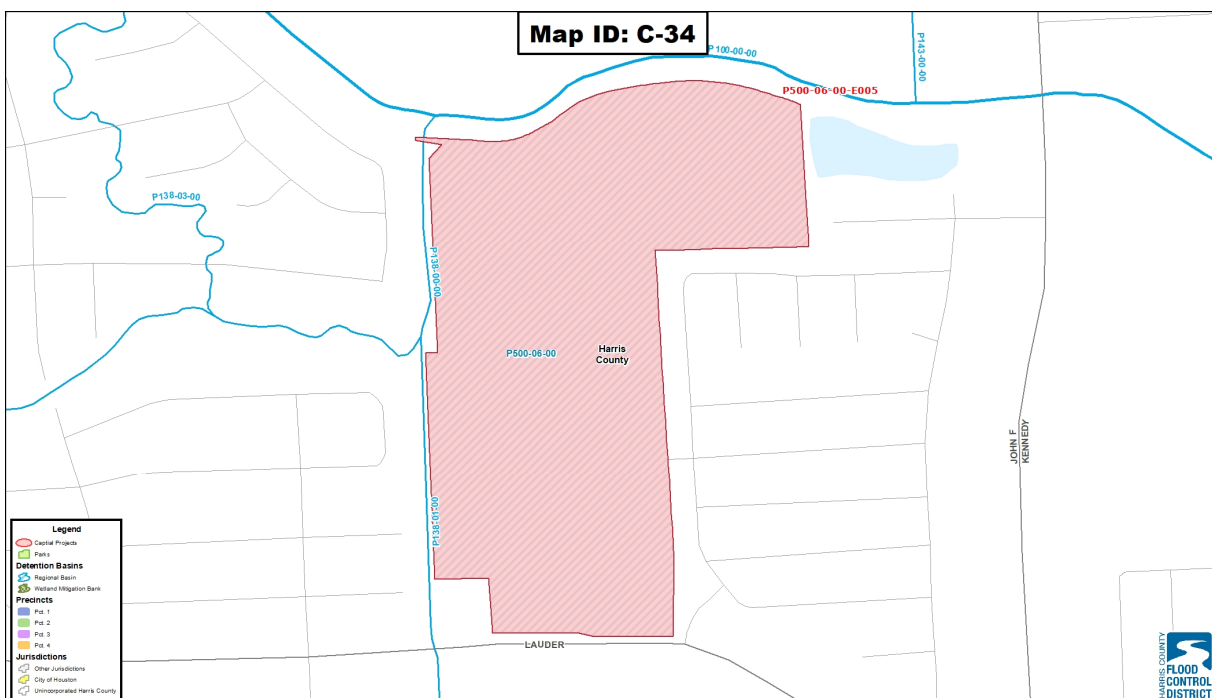 Map ID: C-34
P100-00-00
P143-00-00
P500-06-00-E005
P138-03-00
P138-00-00
P500-06-00
Harris
County
JOHN F
KENNEDY
P138-01-00
LAUDER
Legend
Captial Projects
Parks
Detention Basins
Regional Basin
Wetland Mitigation Bank
Precincts
Pct. 1
Pct. 2
Pct. 3
Pct. 4
Jurisdictions
Other Jurisdictions
City of Houston
Unincorporated Harris County
HARRIS COUNTY
FLOOD
CONTROL
DISTRICT